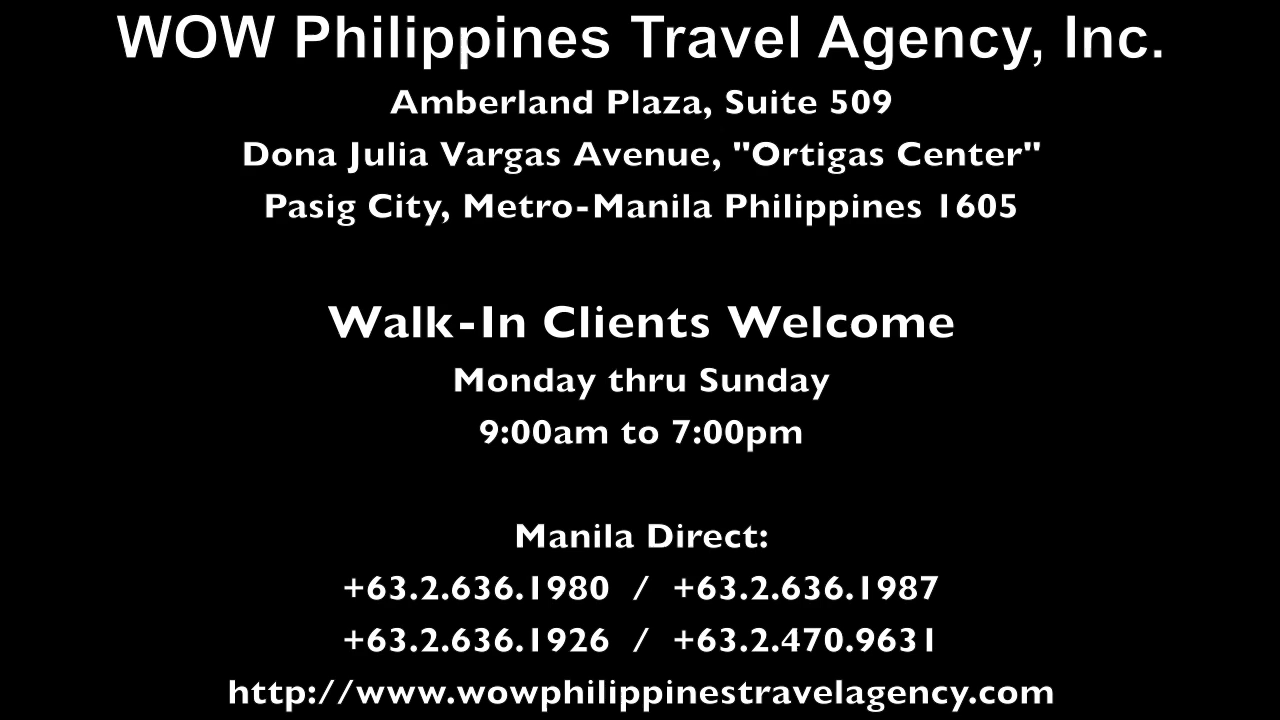 WOW Philippines Travel Agency, Inc.
Amberland Plaza, Suite 509
Dona Julia Vargas Avenue, "Ortigas Center"
Pasig City, Metro-Manila Philippines 1605
Walk-In Clients Welcome
Monday thru Sunday
9:00am to 7:00pm
Manila Direct:
+63.2.636.1980 / +63.2.636.1987
+63.2.636.1926 / +63.2.470.9631
http://www.wowphilippinestravelagency.com